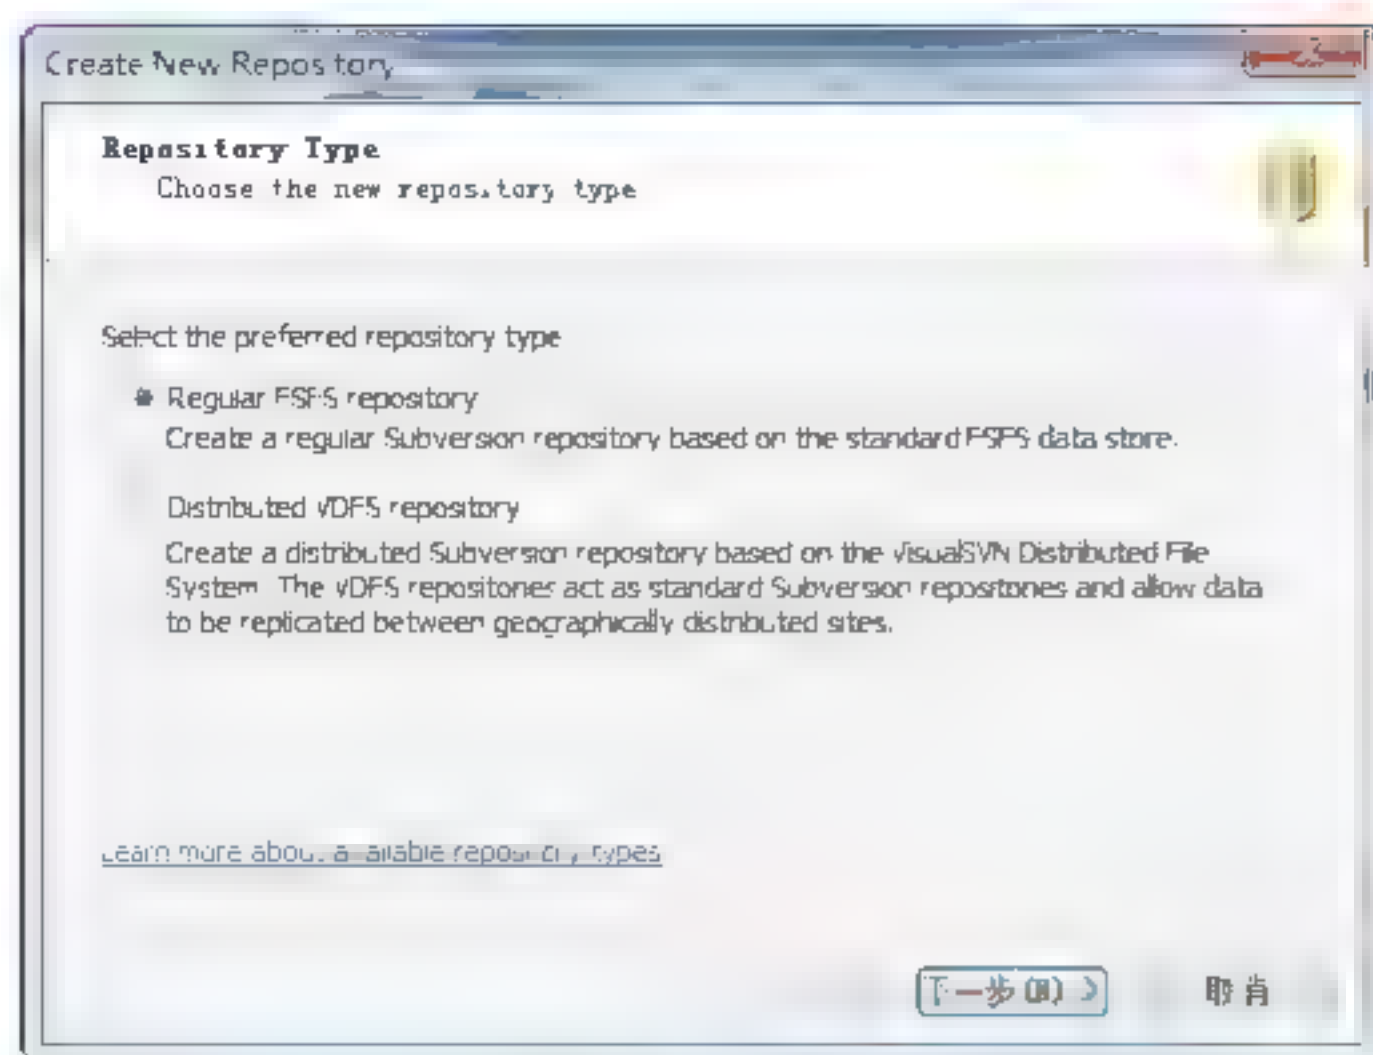 Create New Repository
Repository Type
Choose the new repository type
Select the preferred repository type
Regular FSFS repository
Create a regular Subversion repository based on the standard FSFS data store.
Distributed VDFS repository
Create a distributed Subversion repository based on the VisualSVN Distributed File
System. The VDFS repositories act as standard Subversion repositories and allow data
to be replicated between geographically distributed sites.
Learn more about available repository types
下一步(N) >
取消